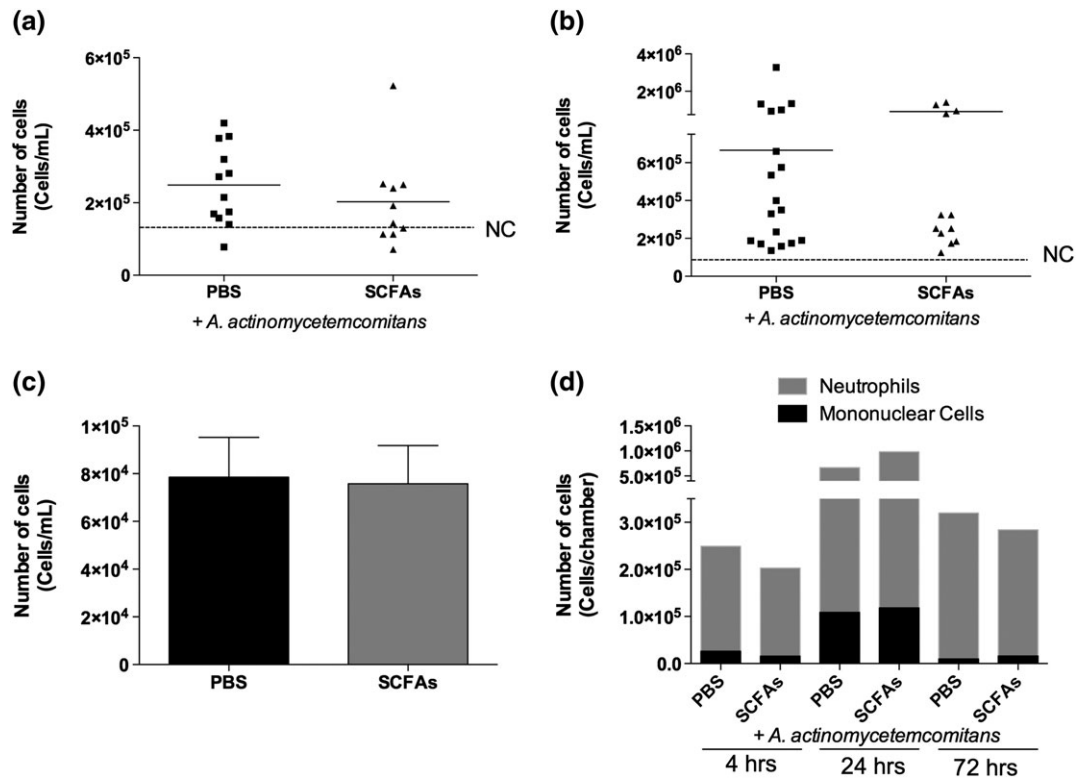 (a)
Number of cells
(Cells/mL)
6×10⁵
4×10⁵
2×10⁵
0
NC
PBS
SCFAs
+ A. actinomycetemcomitans
(b)
Number of cells
(Cells/mL)
4×10⁶
2×10⁶
6×10⁵
4×10⁵
2×10⁵
0
NC
PBS
SCFAs
+ A. actinomycetemcomitans
(c)
Number of cells
(Cells/mL)
1×10⁵
8×10⁴
6×10⁴
4×10⁴
2×10⁴
0
PBS
SCFAs
(d)
Neutrophils
Mononuclear Cells
Number of cells
(Cells/chamber)
1.5×10⁶
1.0×10⁶
5.0×10⁵
3.0×10⁵
2.0×10⁵
1.0×10⁵
0.0
PBS
SCFAs
PBS
SCFAs
PBS
SCFAs
+ A. actinomycetemcomitans
4 hrs
24 hrs
72 hrs